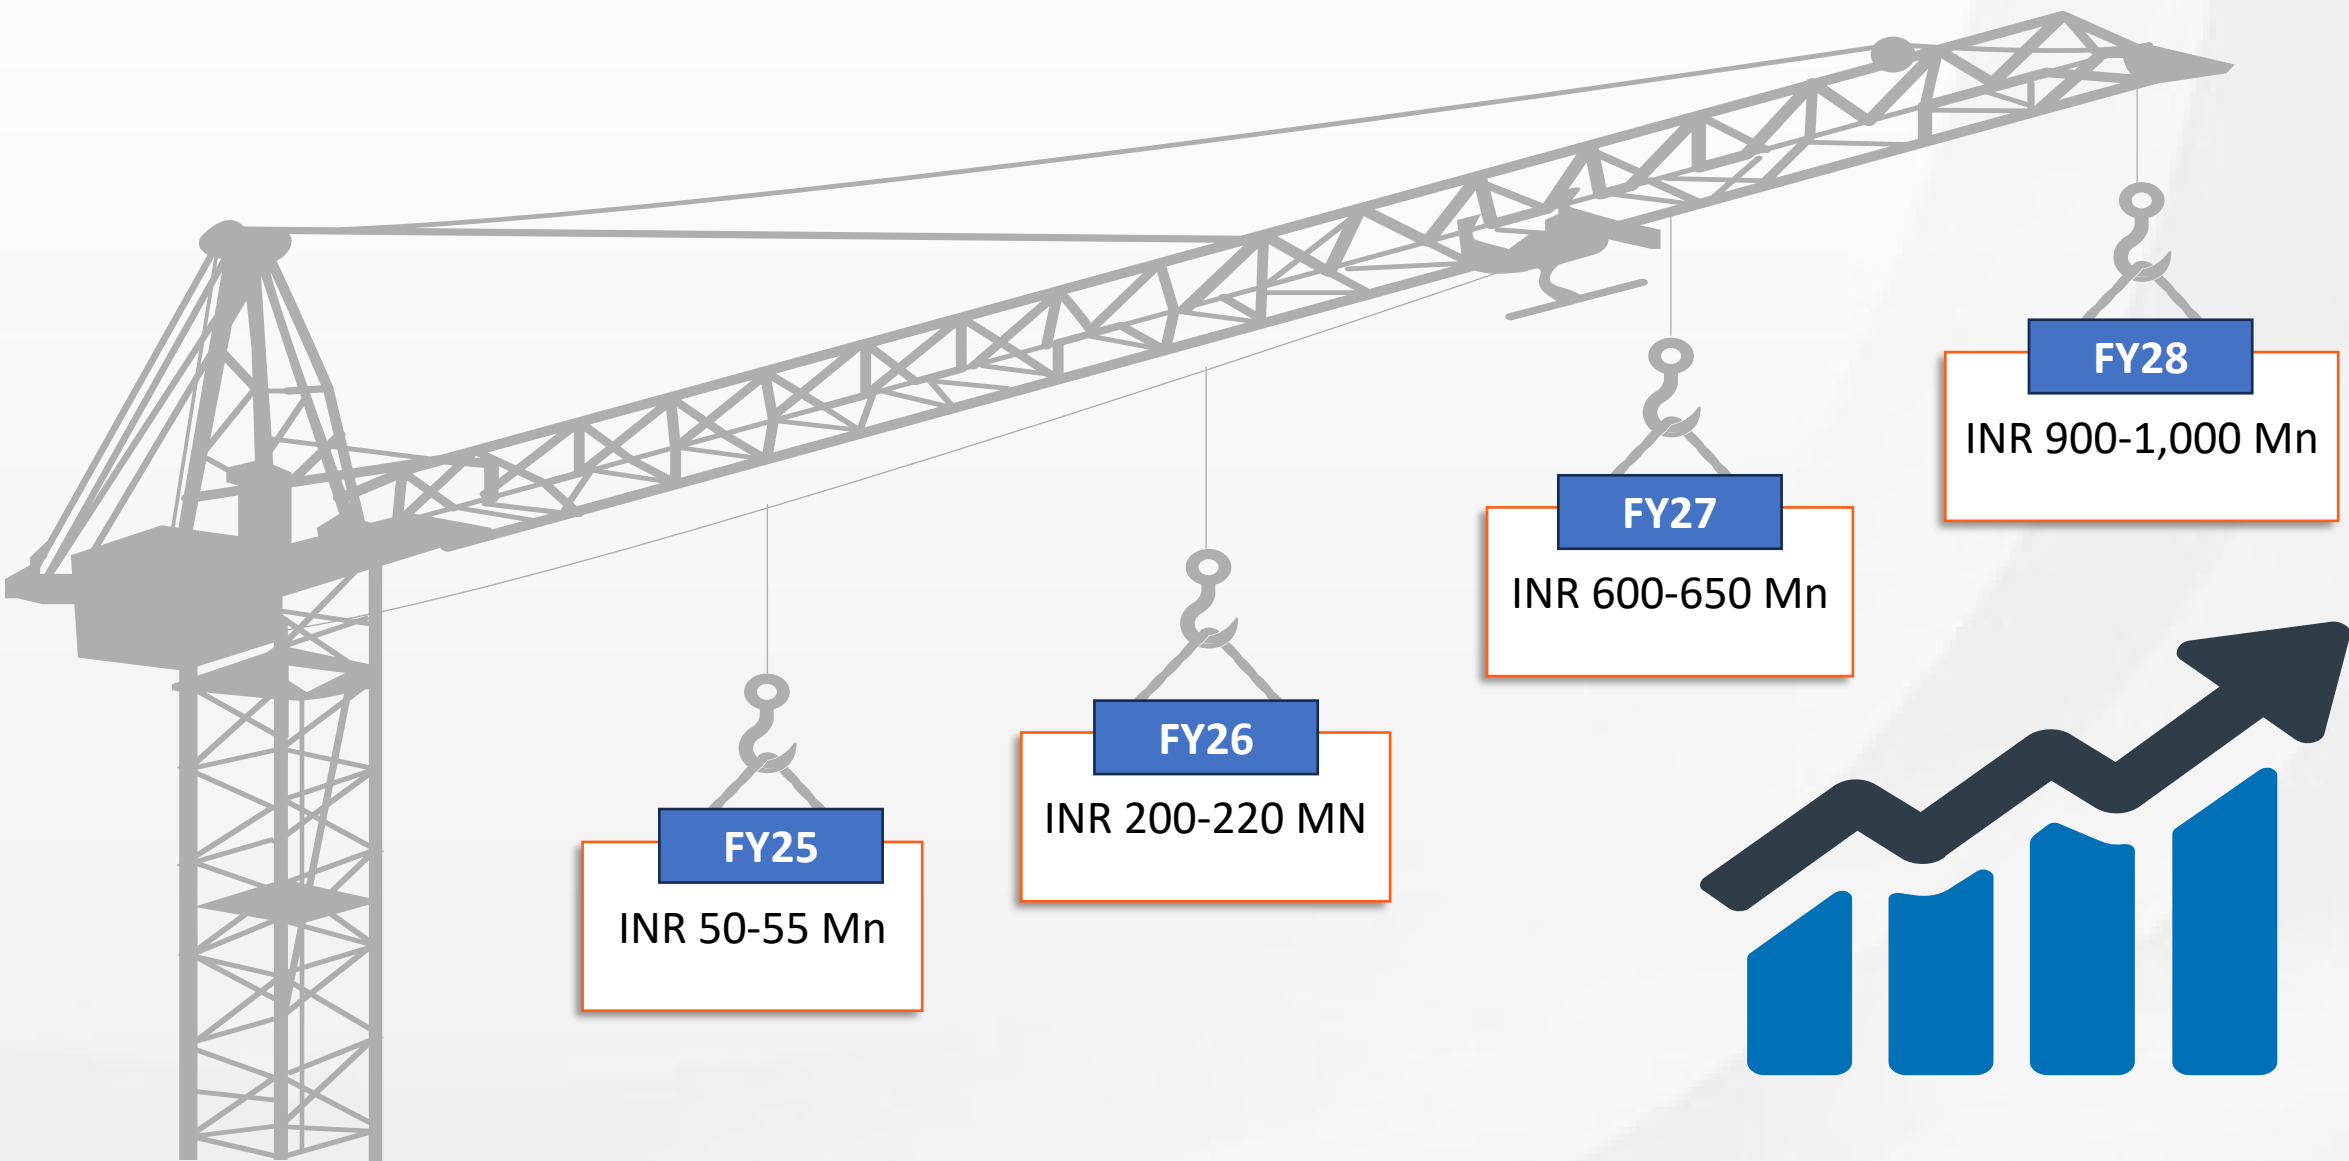 FY25
INR 50-55 Mn
FY26
INR 200-220 MN
FY27
INR 600-650 Mn
FY28
INR 900-1,000 Mn